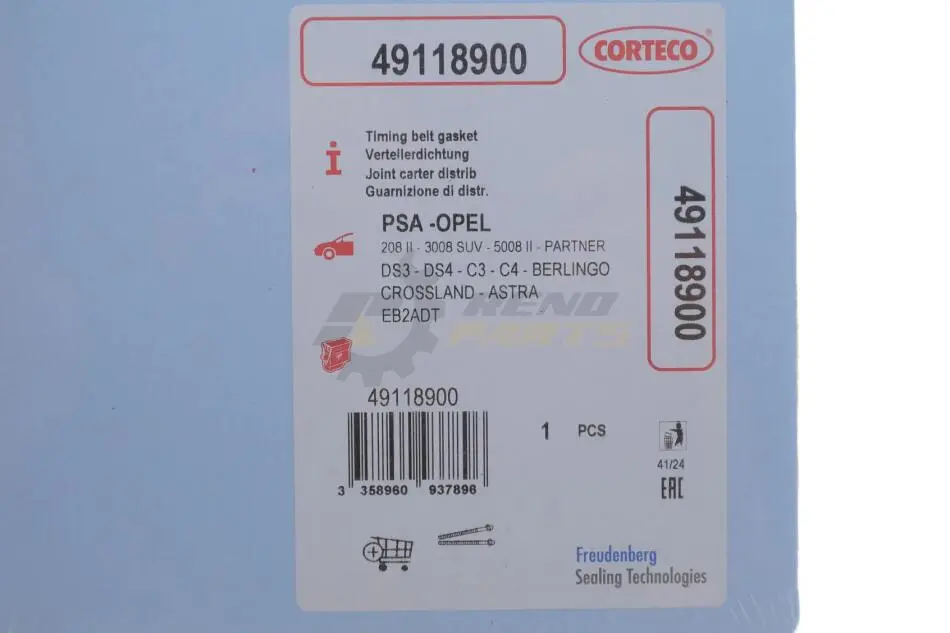 49118900
CORTECO
Timing belt gasket
Vertellerdichtung
Joint carter distrib
Guarnizione di distr.
49118900
PSA -OPEL
208 II - 3008 SUV - 5008 II - PARTNER
DS3 - DS4 - C3 - C4 - BERLINGO
CROSSLAND - ASTRA
EB2ADT
RENO
PARTS
49118900
1 PCS
3 358960 937896
41/24
EAC
Freudenberg
Sealing Technologies